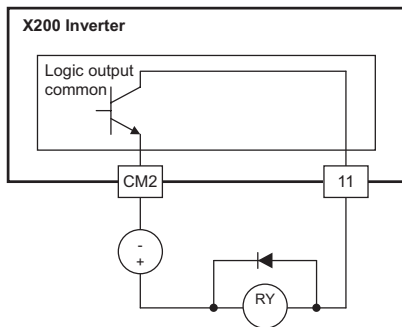 X200 Inverter
Logic output
common
CM2
11
-
+
RY